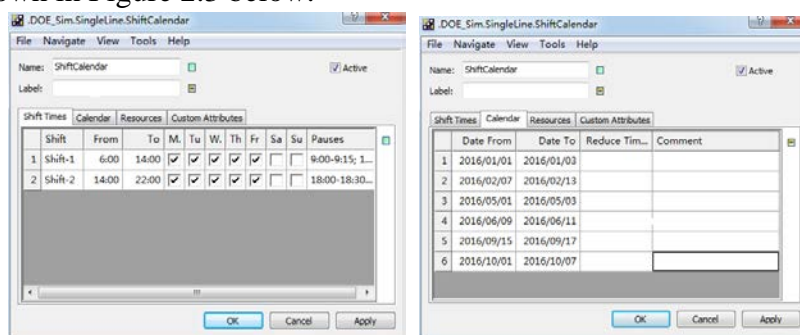 own in Figure 2.3 below.
.DOE_Sim.SingleLine.ShiftCalendar
File Navigate View Tools Help
Name: ShiftCalendar Active
Label:
Shift Times Calendar Resources Custom Attributes
Shift From To M. Tu W. Th Fr Sa Su Pauses
1 Shift-1 6:00 14:00 9:00-9:15; 1...
2 Shift-2 14:00 22:00 18:00-18:30...
OK Cancel Apply
.DOE_Sim.SingleLine.ShiftCalendar
File Navigate View Tools Help
Name: ShiftCalendar Active
Label:
Shift Times Calendar Resources Custom Attributes
Date From Date To Reduce Tim... Comment
1 2016/01/01 2016/01/03
2 2016/02/07 2016/02/13
3 2016/05/01 2016/05/03
4 2016/06/09 2016/06/11
5 2016/09/15 2016/09/17
6 2016/10/01 2016/10/07
OK Cancel Apply